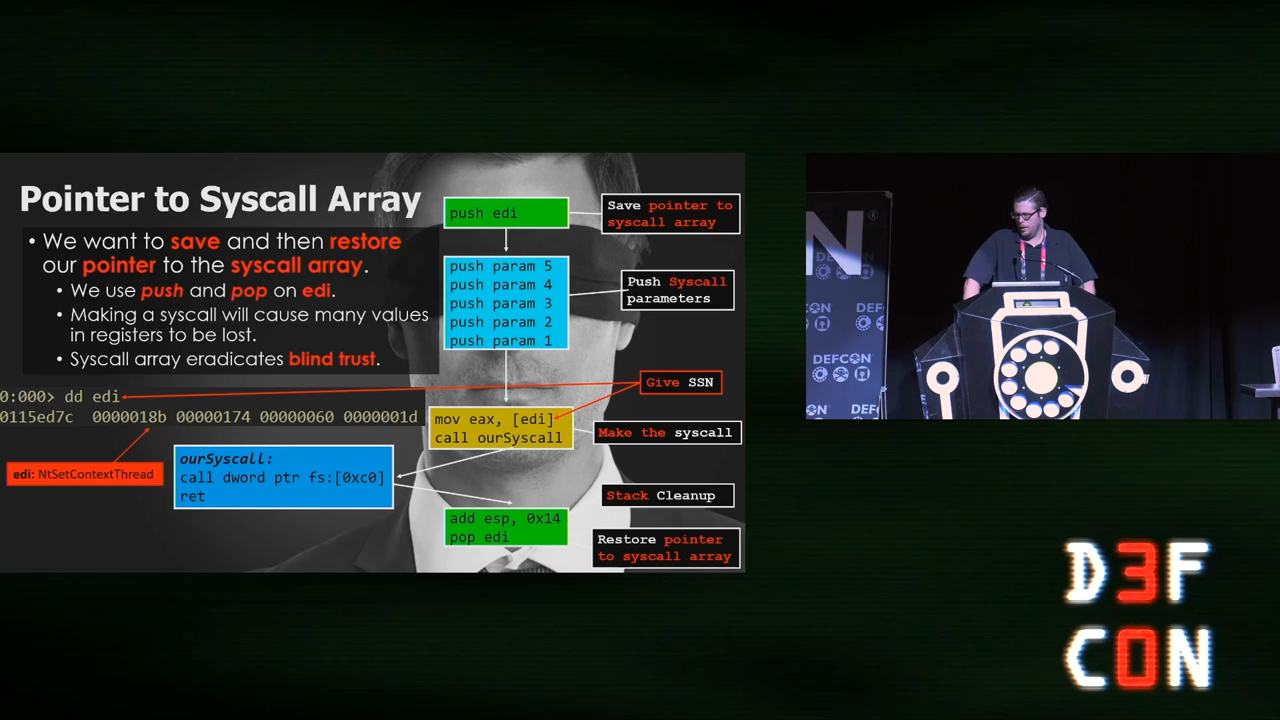 Pointer to Syscall Array
• We want to save and then restore
our pointer to the syscall array.
• We use push and pop on edi.
• Making a syscall will cause many values
in registers to be lost.
• Syscall array eradicates blind trust.
0:000> dd edi
0115ed7c 0000018b 00000174 00000060 0000001d
edi: NtSetContextThread
ourSyscall:
call dword ptr fs:[0xc0]
ret
push edi
push param 5
push param 4
push param 3
push param 2
push param 1
mov eax, [edi]
call ourSyscall
add esp, 0x14
pop edi
Save pointer to
syscall array
Push Syscall
parameters
Give SSN
Make the syscall
Stack Cleanup
Restore pointer
to syscall array
N
®
DEFCON
DEFCON
D3F
C0N